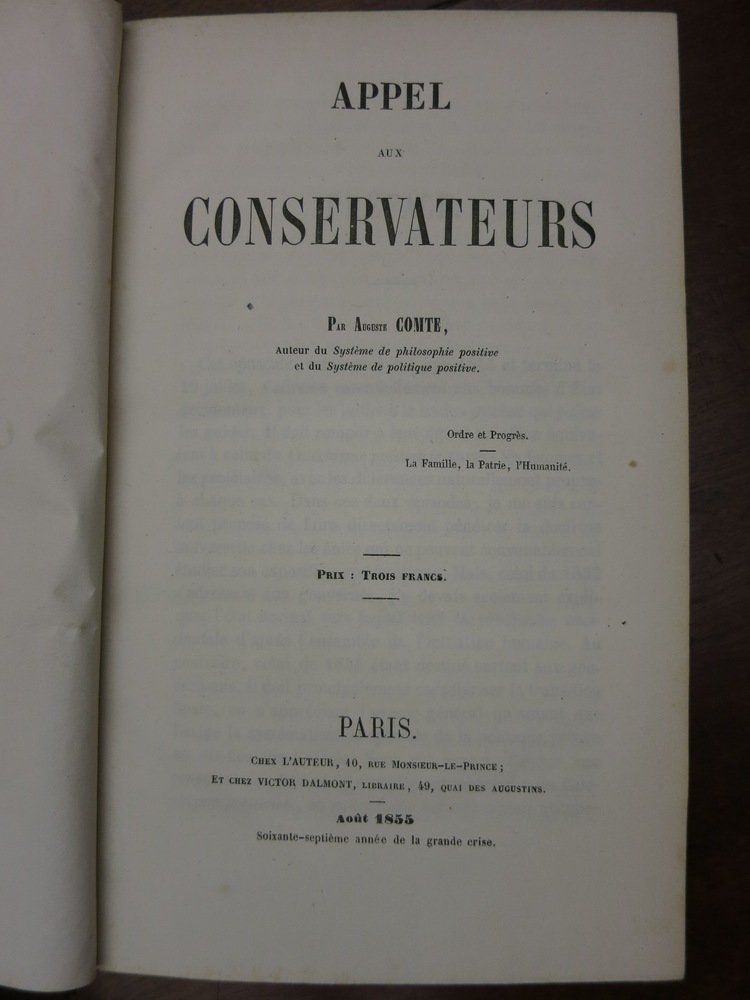 APPEL
AUX
CONSERVATEURS
PAR AUGUSTE COMTE,
Auteur du Système de philosophie positive
et du Système de politique positive.
Ordre et Progrès.
La Famille, la Patrie, l'Humanité.
PRIX : TROIS FRANCS.
PARIS.
CHEX L'AUTEUR, 10, RUE MONSIEUR-LE-PRINCE;
ET CHEZ VICTOR DALMONT, LIBRAIRE, 49, QUAI DES AUGUSTINS.
Août 1855
Soixante-septième année de la grande crise.